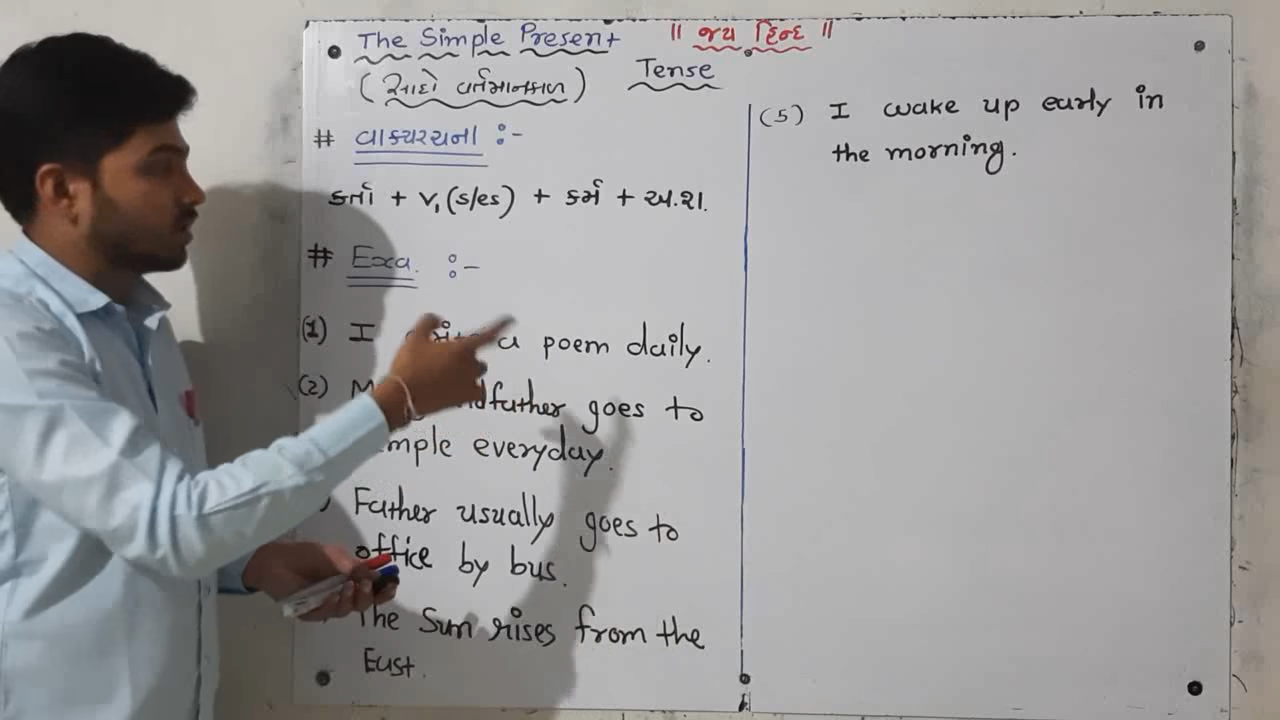 The Simple Present
॥ જય હિન્દ ॥
(સાદો વર્તમાનકાળ) Tense
# વાક્યરચના :-
કર્તા + V₁(s/es) + કર્મ + અ.શ.
# Exa. :-
(1) I a poem daily.
(2) goes to
everyday.
Father usually goes to
office by bus.
The Sun rises from the
East.
(5) I wake up early in
the morning.